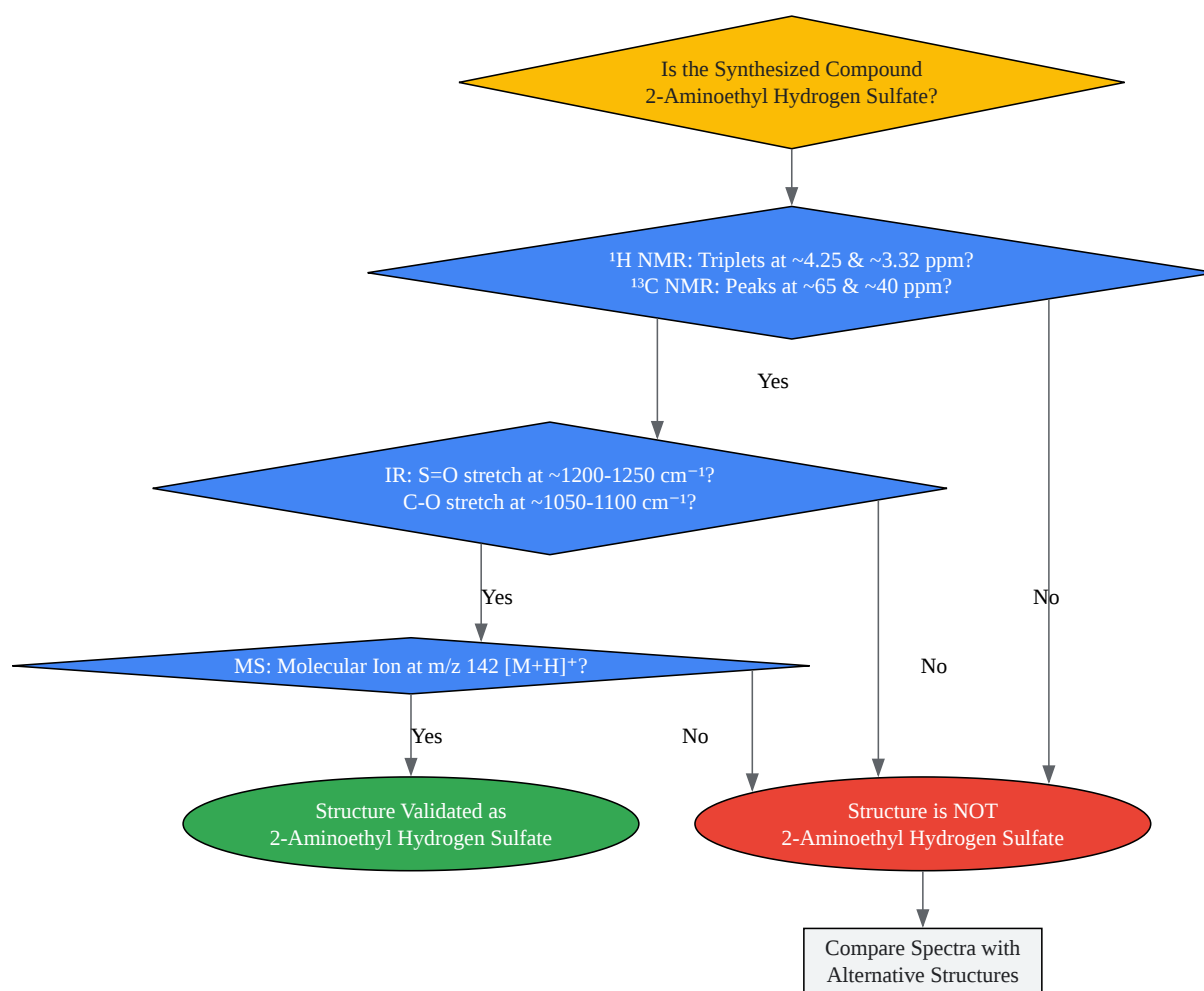 Is the Synthesized Compound
2-Aminoethyl Hydrogen Sulfate?
¹H NMR: Triplets at ~4.25 & ~3.32 ppm?
¹³C NMR: Peaks at ~65 & ~40 ppm?
Yes
IR: S=O stretch at ~1200-1250 cm⁻¹?
C-O stretch at ~1050-1100 cm⁻¹?
Yes
No
MS: Molecular Ion at m/z 142 [M+H]⁺?
No
Yes
No
Structure Validated as
2-Aminoethyl Hydrogen Sulfate
Structure is NOT
2-Aminoethyl Hydrogen Sulfate
Compare Spectra with
Alternative Structures